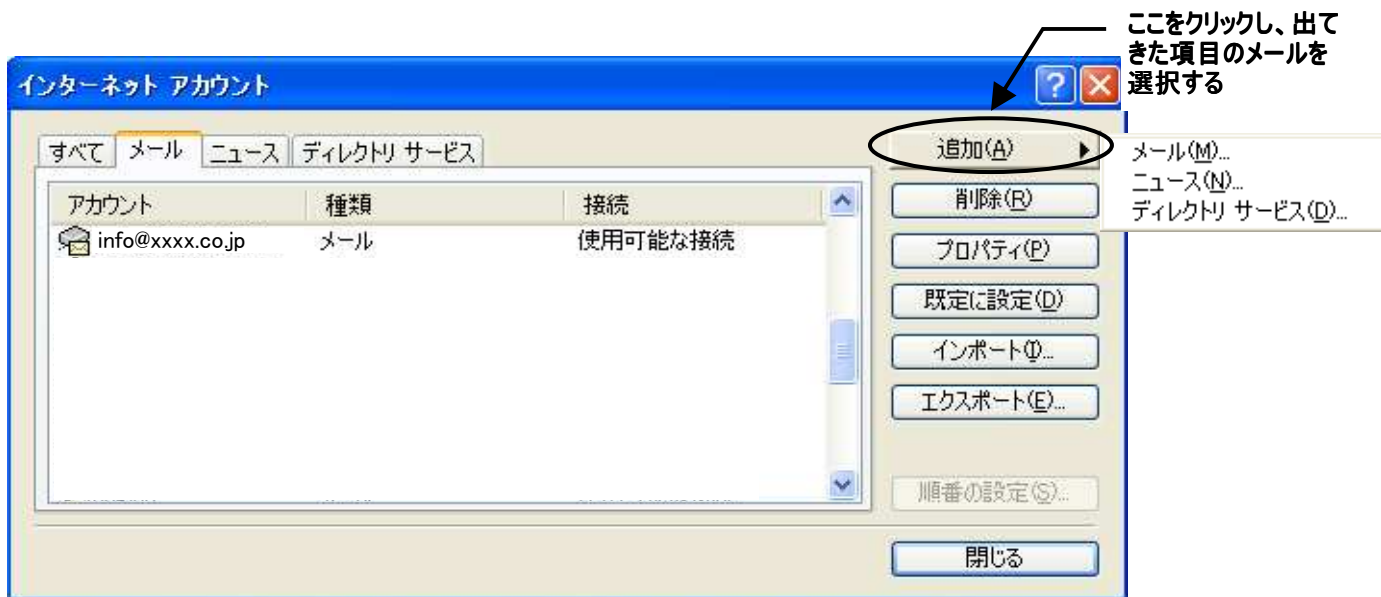 ここをクリックし、出て
きた項目のメールを
選択する
インターネット アカウント
すべて メール ニュース ディレクトリ サービス
アカウント 種類 接続
info@xxxx.co.jp メール 使用可能な接続
追加(A)
削除(R)
プロパティ(P)
既定に設定(D)
インポート(I)...
エクスポート(E)...
順番の設定(S)...
閉じる
メール(M)...
ニュース(N)...
ディレクトリ サービス(D)...